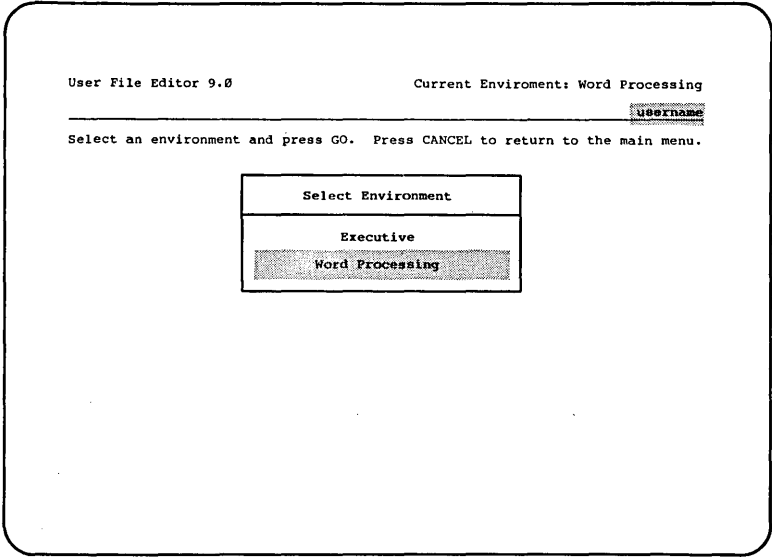 User File Editor 9.0 Current Enviroment: Word Processing
username
Select an environment and press GO. Press CANCEL to return to the main menu.
Select Environment
Executive
Word Processing